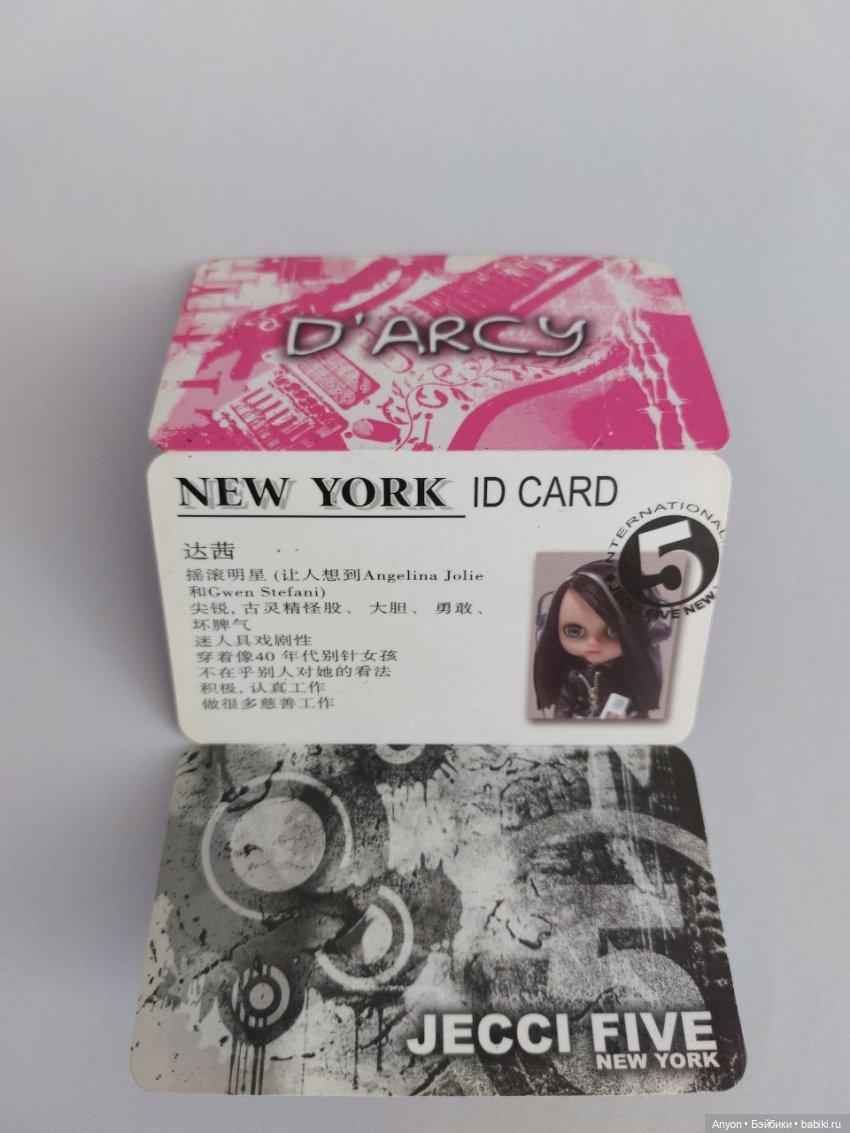 D'ARCY
NEW YORK ID CARD
达茜
摇滚明星 (让人想到Angelina Jolie
和Gwen Stefani)
尖锐, 古灵精怪股、 大胆、 勇敢、
坏脾气
迷人具戏剧性
穿着像40 年代别针女孩
不在乎别人对她的看法
积极, 认真工作
做很多慈善工作
INTERNATIONAL
5
JECCI FIVE NEW
JECCI FIVE
NEW YORK
Anyon • Бэйбики • babiki.ru